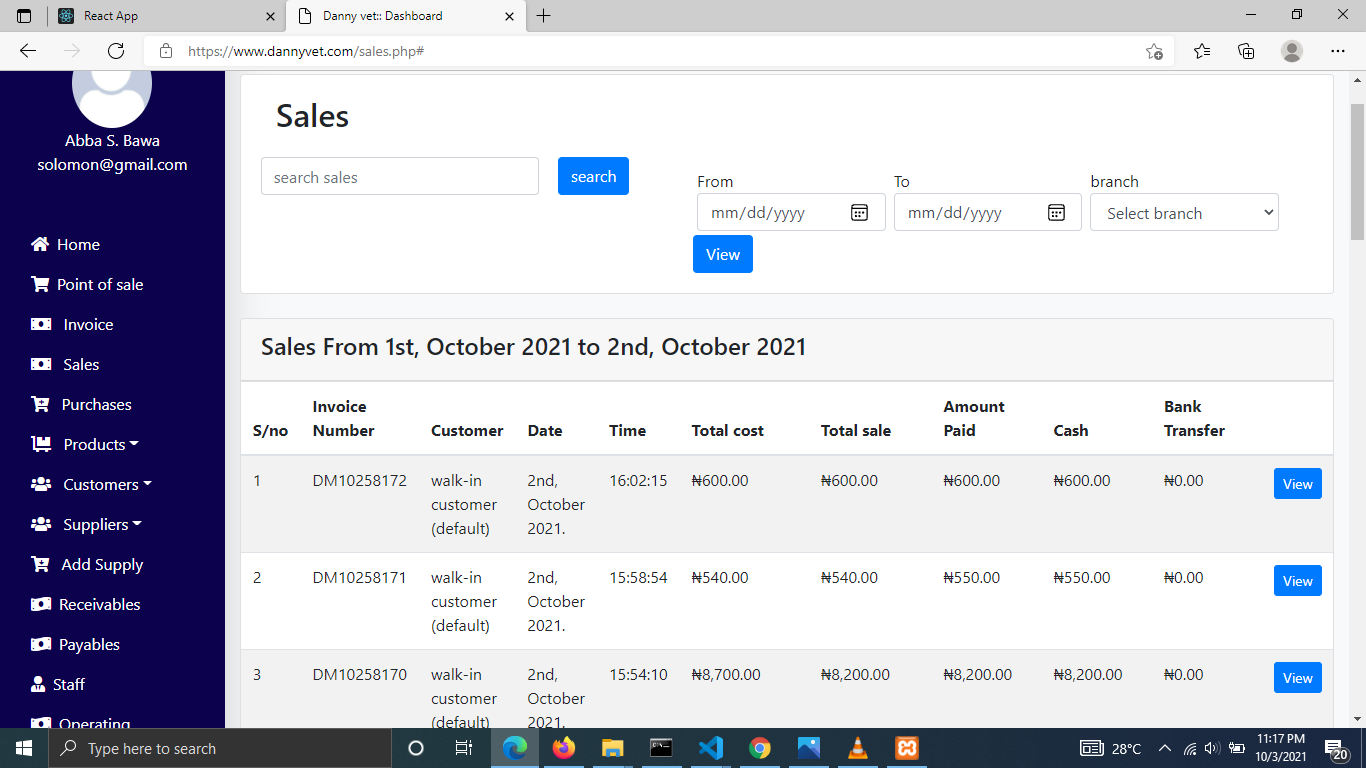 React App
Danny vet:: Dashboard
https://www.dannyvet.com/sales.php#
Abba S. Bawa
solomon@gmail.com
Home
Point of sale
Invoice
Sales
Purchases
Products
Customers
Suppliers
Add Supply
Receivables
Payables
Staff
Operating
Sales
search sales
search
From
To
branch
mm/dd/yyyy
mm/dd/yyyy
Select branch
View
Sales From 1st, October 2021 to 2nd, October 2021
S/no Invoice Number Customer Date Time Total cost Total sale Amount Paid Cash Bank Transfer
1 DM10258172 walk-in customer (default) 2nd, October 2021. 16:02:15 ₦600.00 ₦600.00 ₦600.00 ₦600.00 ₦0.00 View
2 DM10258171 walk-in customer (default) 2nd, October 2021. 15:58:54 ₦540.00 ₦540.00 ₦550.00 ₦550.00 ₦0.00 View
3 DM10258170 walk-in customer (default) 2nd, October 2021. 15:54:10 ₦8,700.00 ₦8,200.00 ₦8,200.00 ₦8,200.00 ₦0.00 View
Type here to search
28°C
11:17 PM
10/3/2021
20